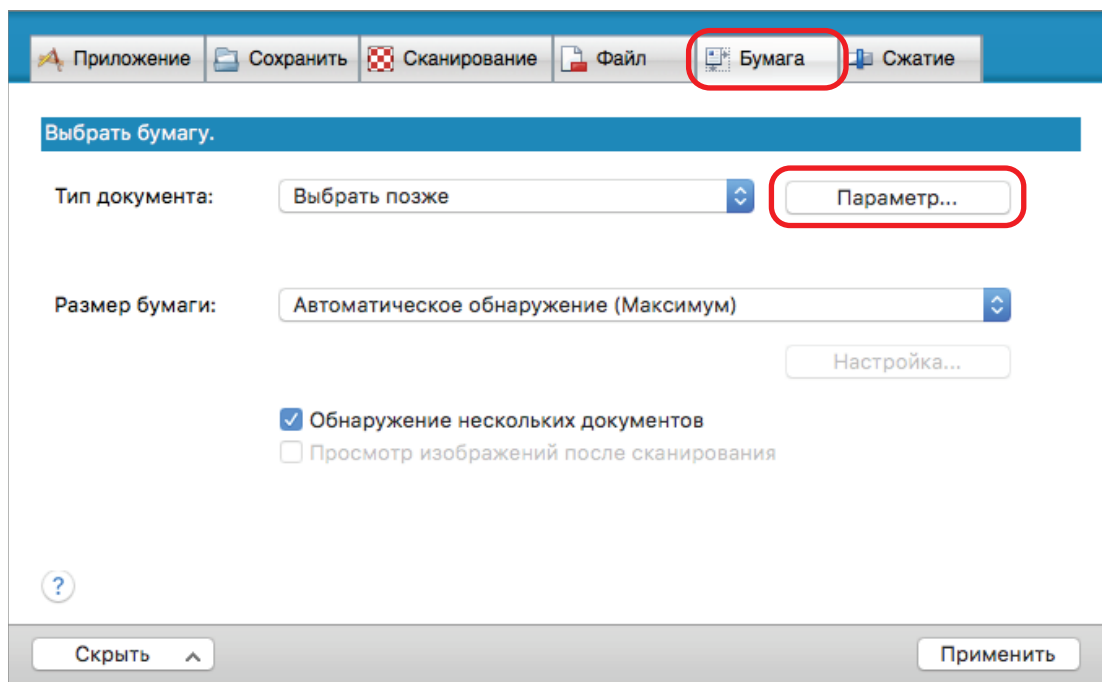 Приложение Сохранить Сканирование Файл Бумага Сжатие
Выбрать бумагу.
Тип документа: Выбрать позже Параметр...
Размер бумаги: Автоматическое обнаружение (Максимум)
Настройка...
Обнаружение нескольких документов
Просмотр изображений после сканирования
?
Скрыть Применить